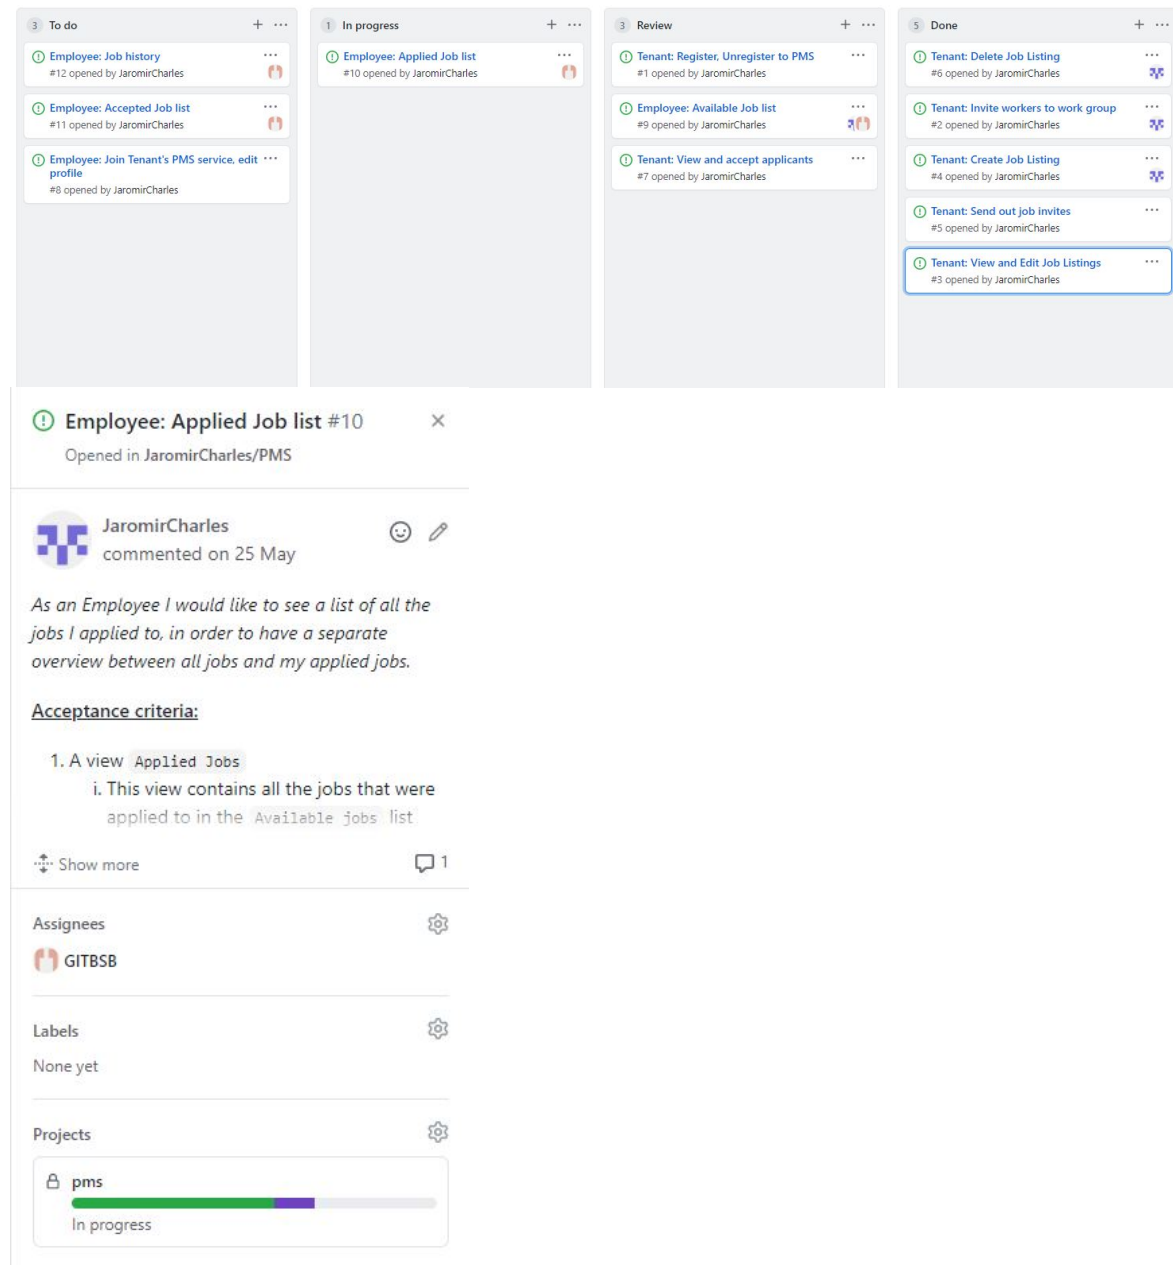 3 To do
Employee: Job history
#12 opened by JaromirCharles
Employee: Accepted Job list
#11 opened by JaromirCharles
Employee: Join Tenant's PMS service, edit
profile
#8 opened by JaromirCharles
1 In progress
Employee: Applied Job list
#10 opened by JaromirCharles
3 Review
Tenant: Register, Unregister to PMS
#1 opened by JaromirCharles
Employee: Available Job list
#9 opened by JaromirCharles
Tenant: View and accept applicants
#7 opened by JaromirCharles
5 Done
Tenant: Delete Job Listing
#6 opened by JaromirCharles
Tenant: Invite workers to work group
#2 opened by JaromirCharles
Tenant: Create Job Listing
#4 opened by JaromirCharles
Tenant: Send out job invites
#5 opened by JaromirCharles
Tenant: View and Edit Job Listings
#3 opened by JaromirCharles
Employee: Applied Job list #10
Opened in JaromirCharles/PMS
JaromirCharles
commented on 25 May
As an Employee I would like to see a list of all the
jobs I applied to, in order to have a separate
overview between all jobs and my applied jobs.
Acceptance criteria:
1. A view Applied Jobs
i. This view contains all the jobs that were
applied to in the Available jobs list
Show more 1
Assignees
GITBSB
Labels
None yet
Projects
pms
In progress